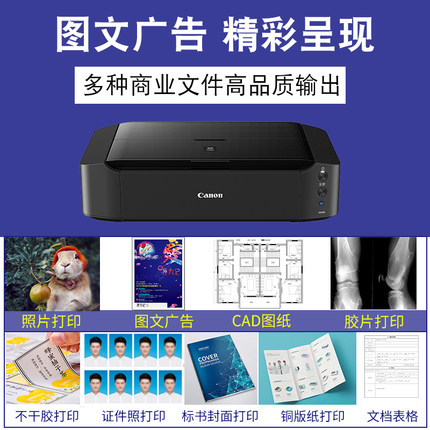 图文广告 精彩呈现
多种商业文件高品质输出
Canon
照片打印 图文广告 CAD图纸 胶片打印
COVER
不干胶打印 证件照打印 标书封面打印 铜版纸打印 文档表格